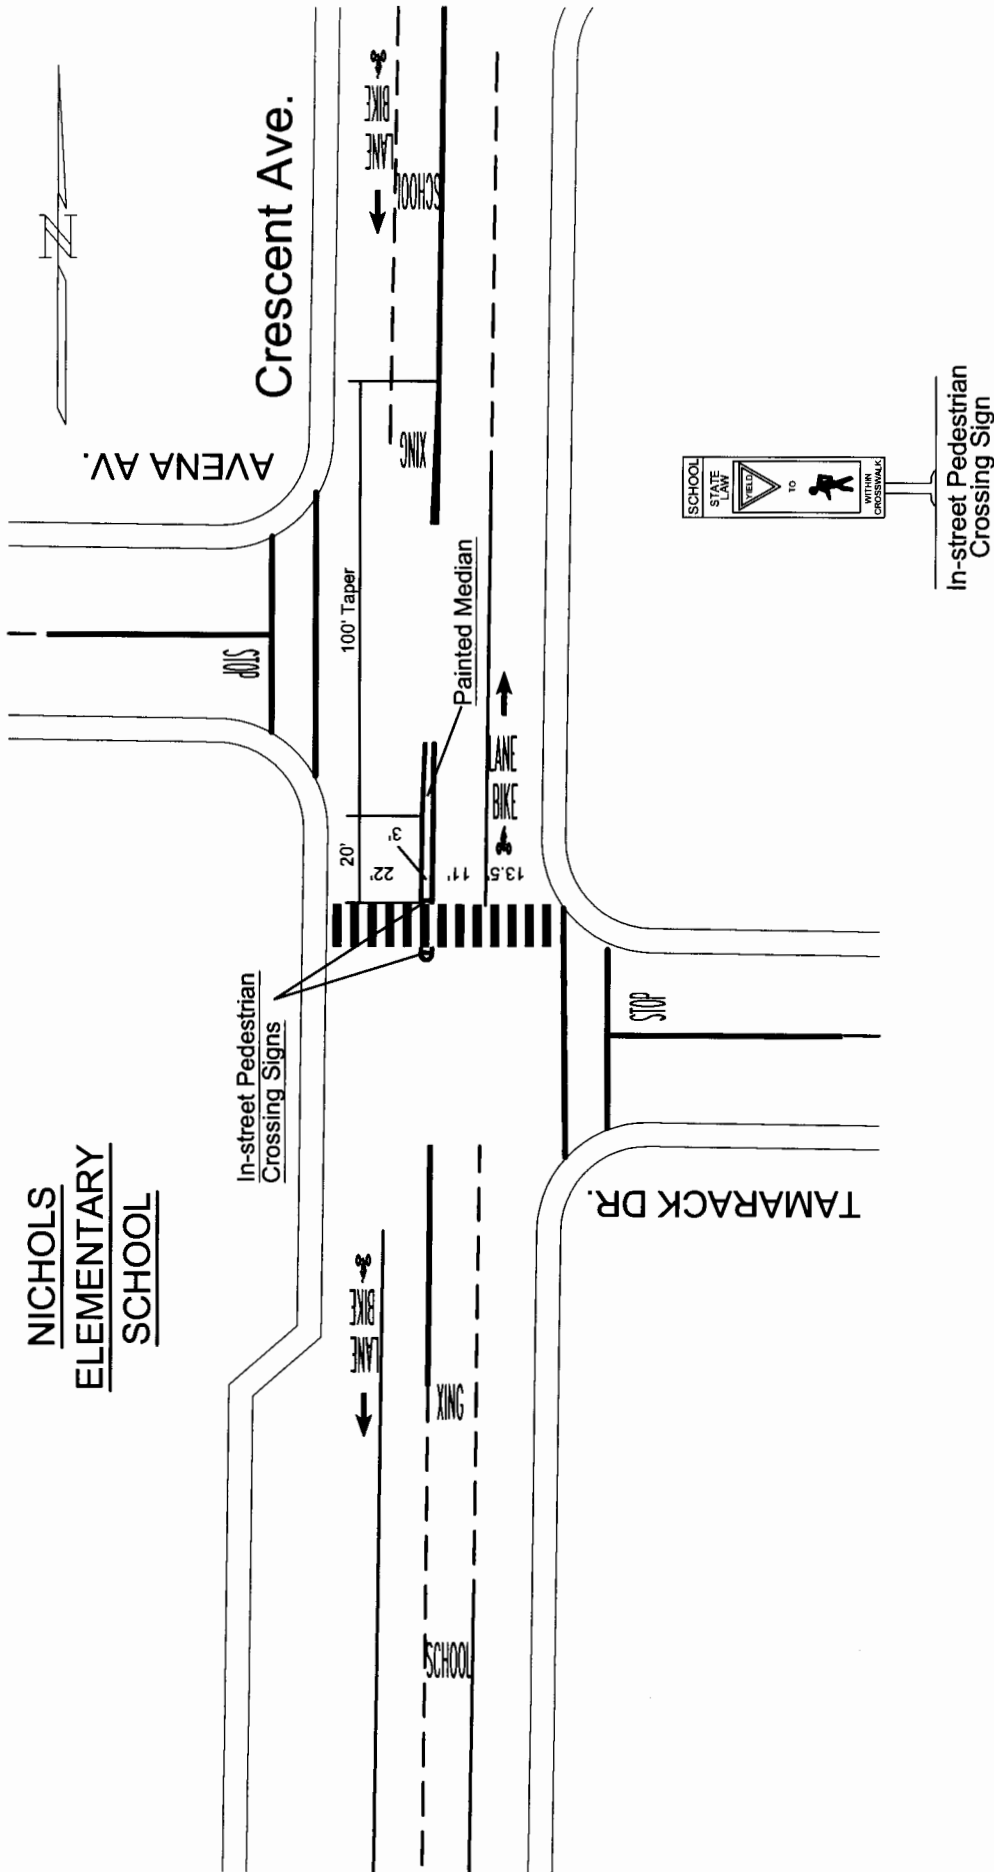 N
Crescent Ave.
AVENA AV.
NICHOLS
ELEMENTARY
SCHOOL
TAMARACK DR.
BIKE
LANE
SCHOOL
XING
STOP
100' Taper
20'
Painted Median
22'
3'
11'
13.5'
LANE
BIKE
In-street Pedestrian
Crossing Signs
STOP
BIKE
LANE
XING
SCHOOL
SCHOOL
STATE
LAW
YIELD
TO
WITHIN
CROSSWALK
In-street Pedestrian
Crossing Sign